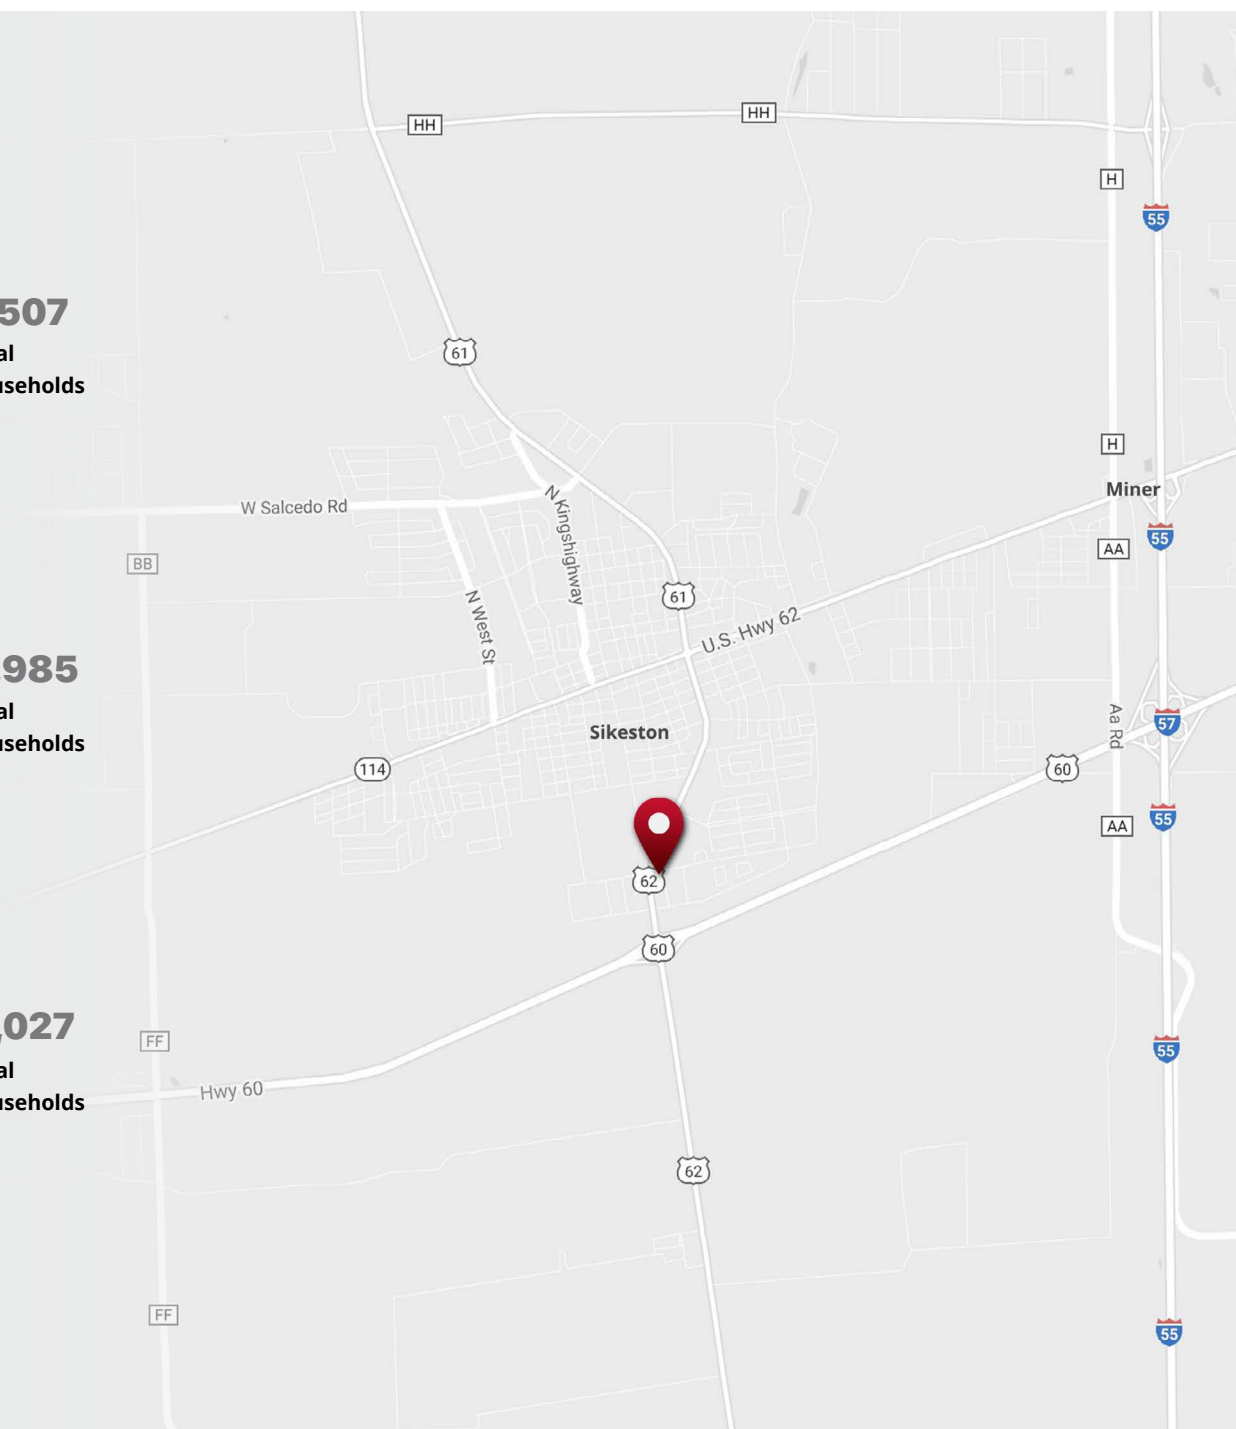 HH
HH
H
55
507
al
useholds
61
H
Miner
W Salcedo Rd
N Kingshighway
55
AA
BB
61
N West St
U.S. Hwy 62
985
al
useholds
Sikeston
Aa Rd
57
114
60
55
AA
62
60
,027
al
useholds
FF
55
Hwy 60
62
FF
55